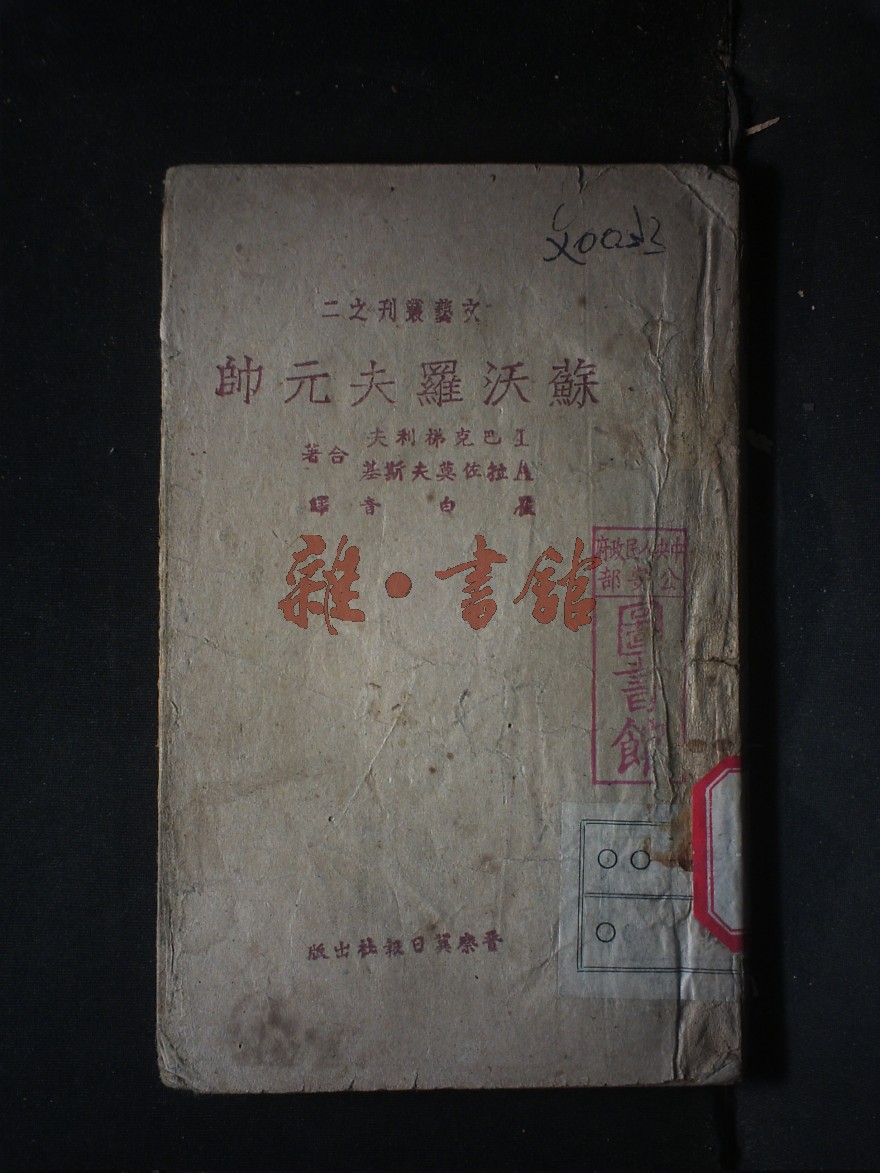 文藝叢刊之二
蘇沃羅夫元帥
I巴克梯利夫
A拉佐莫夫斯基
合著
瞿白音譯
雜·書館
中央人民政府
公安部
圖書館
晉察冀日報社出版